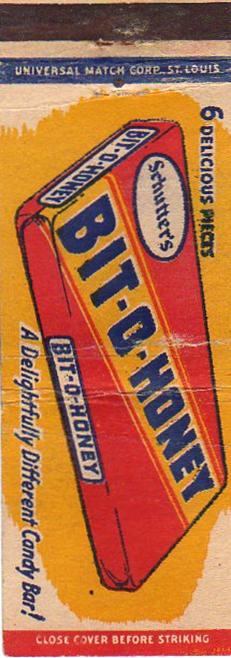 UNIVERSAL MATCH CORP., ST. LOUIS
6 DELICIOUS PIECES
BIT-O-HONEY
Schutter's
BIT-O-HONEY
BIT-O-HONEY
A Delightfully Different Candy Bar!
CLOSE COVER BEFORE STRIKING